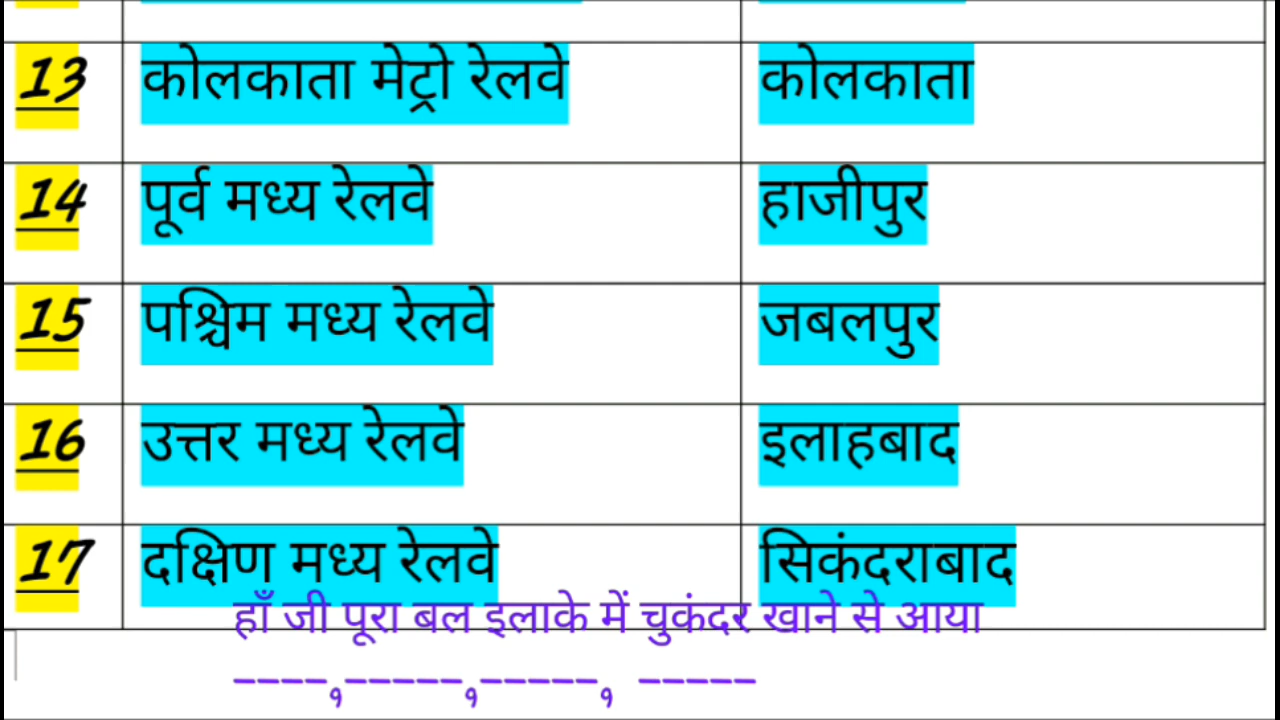 13 कोलकाता मेट्रो रेलवे कोलकाता
14 पूर्व मध्य रेलवे हाजीपुर
15 पश्चिम मध्य रेलवे जबलपुर
16 उत्तर मध्य रेलवे इलाहबाद
17 दक्षिण मध्य रेलवे सिकंदराबाद
हाँ जी पूरा बल इलाके में चुकंदर खाने से आया
----,-----,-----, -----